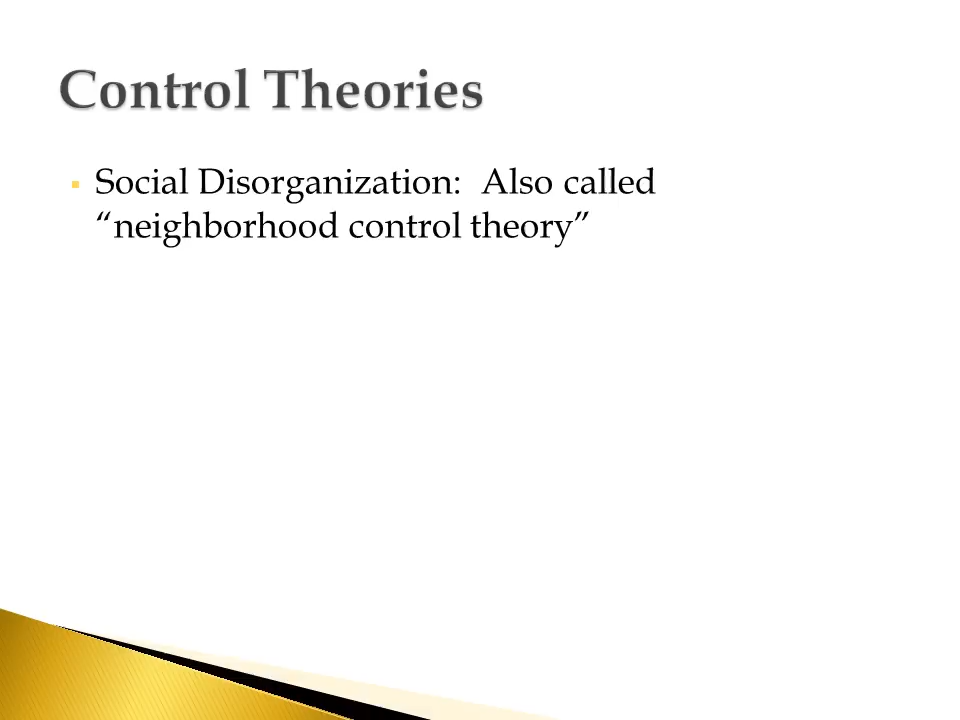 Control Theories
Social Disorganization:  Also called
“neighborhood control theory”